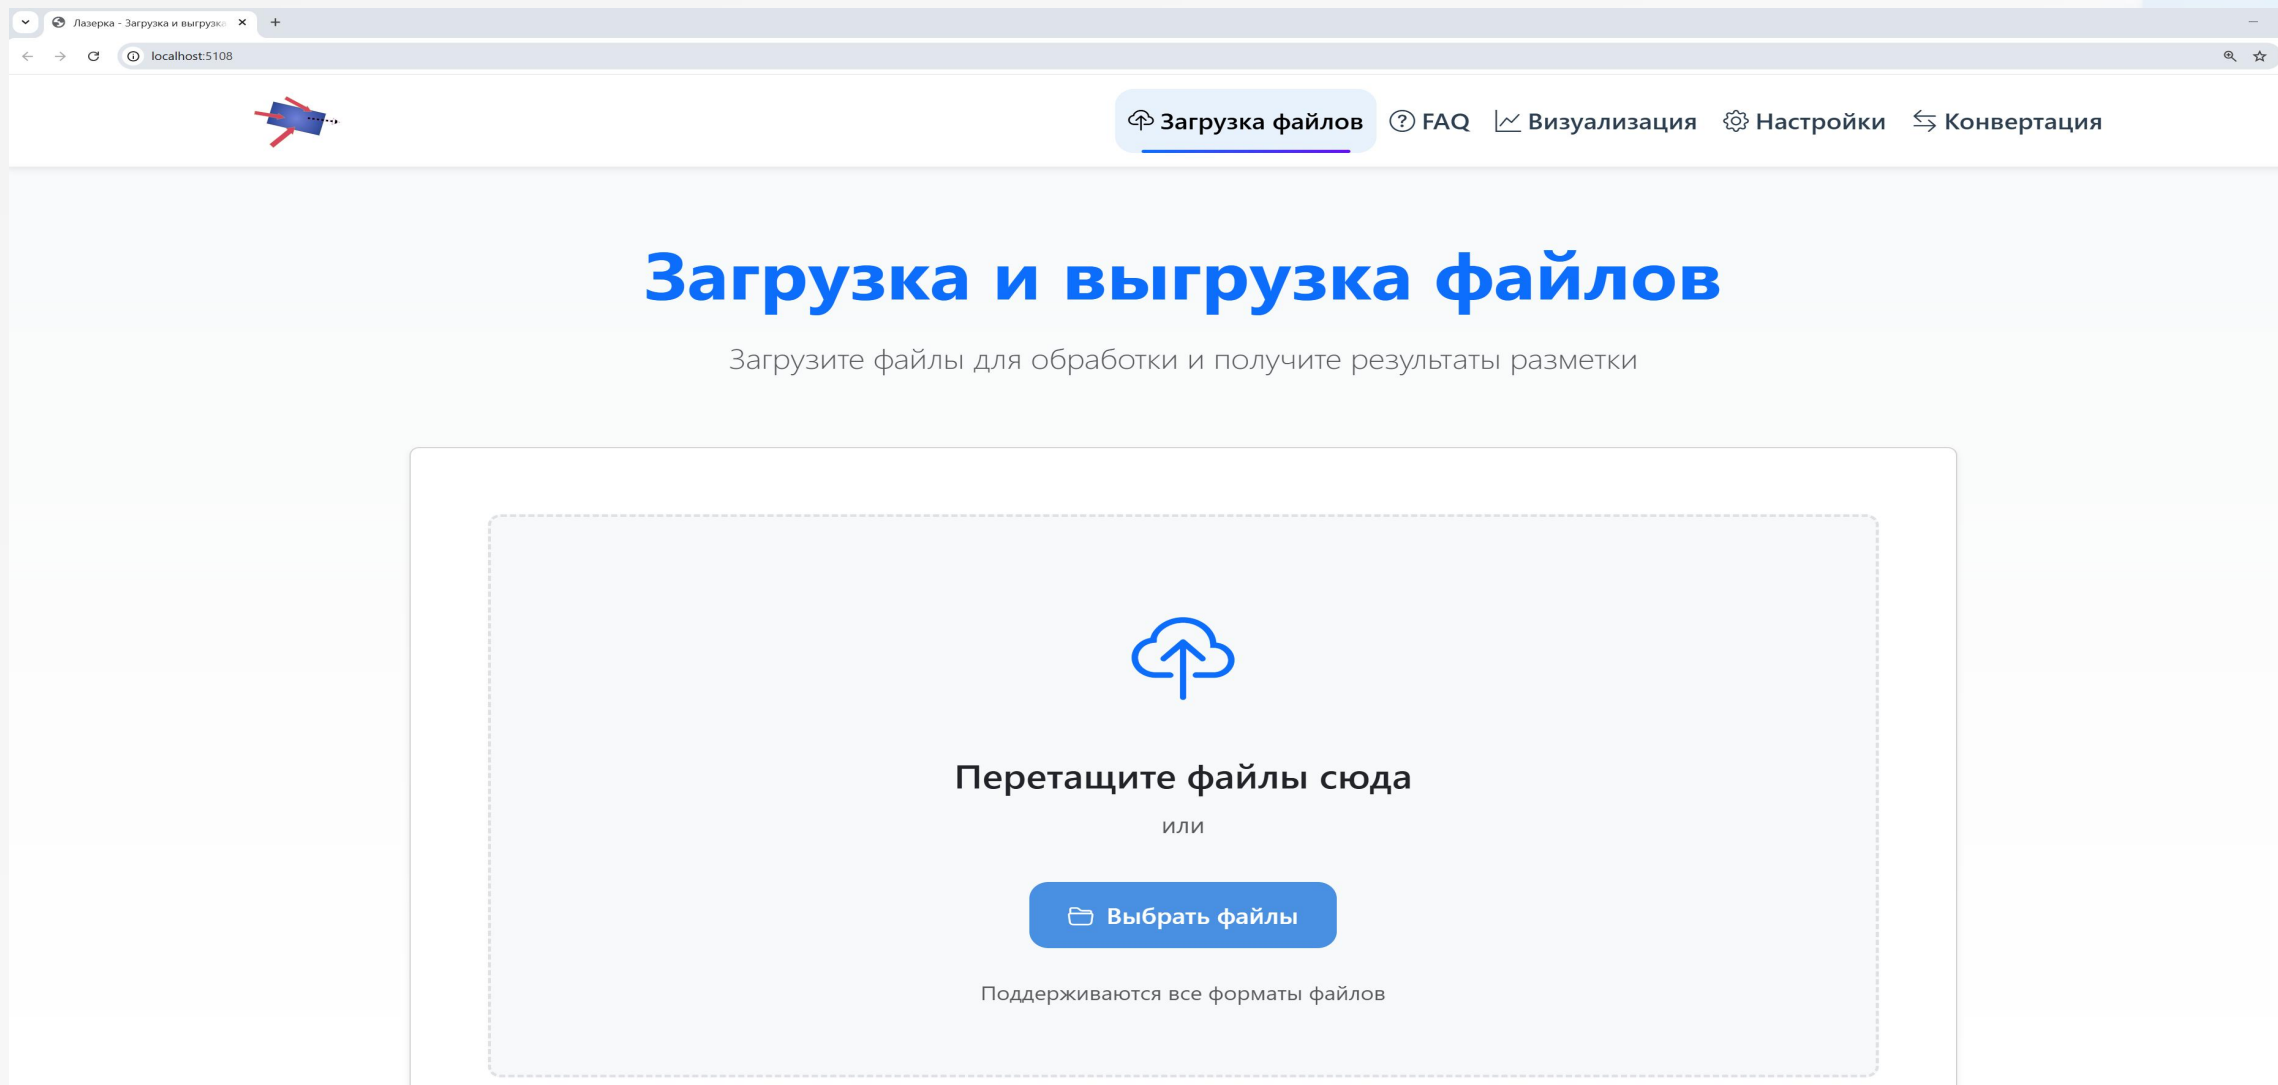 Лазерка - Загрузка и выгрузка
localhost:5108
Загрузка файлов
FAQ
Визуализация
Настройки
Конвертация
Загрузка и выгрузка файлов
Загрузите файлы для обработки и получите результаты разметки
Перетащите файлы сюда
или
Выбрать файлы
Поддерживаются все форматы файлов